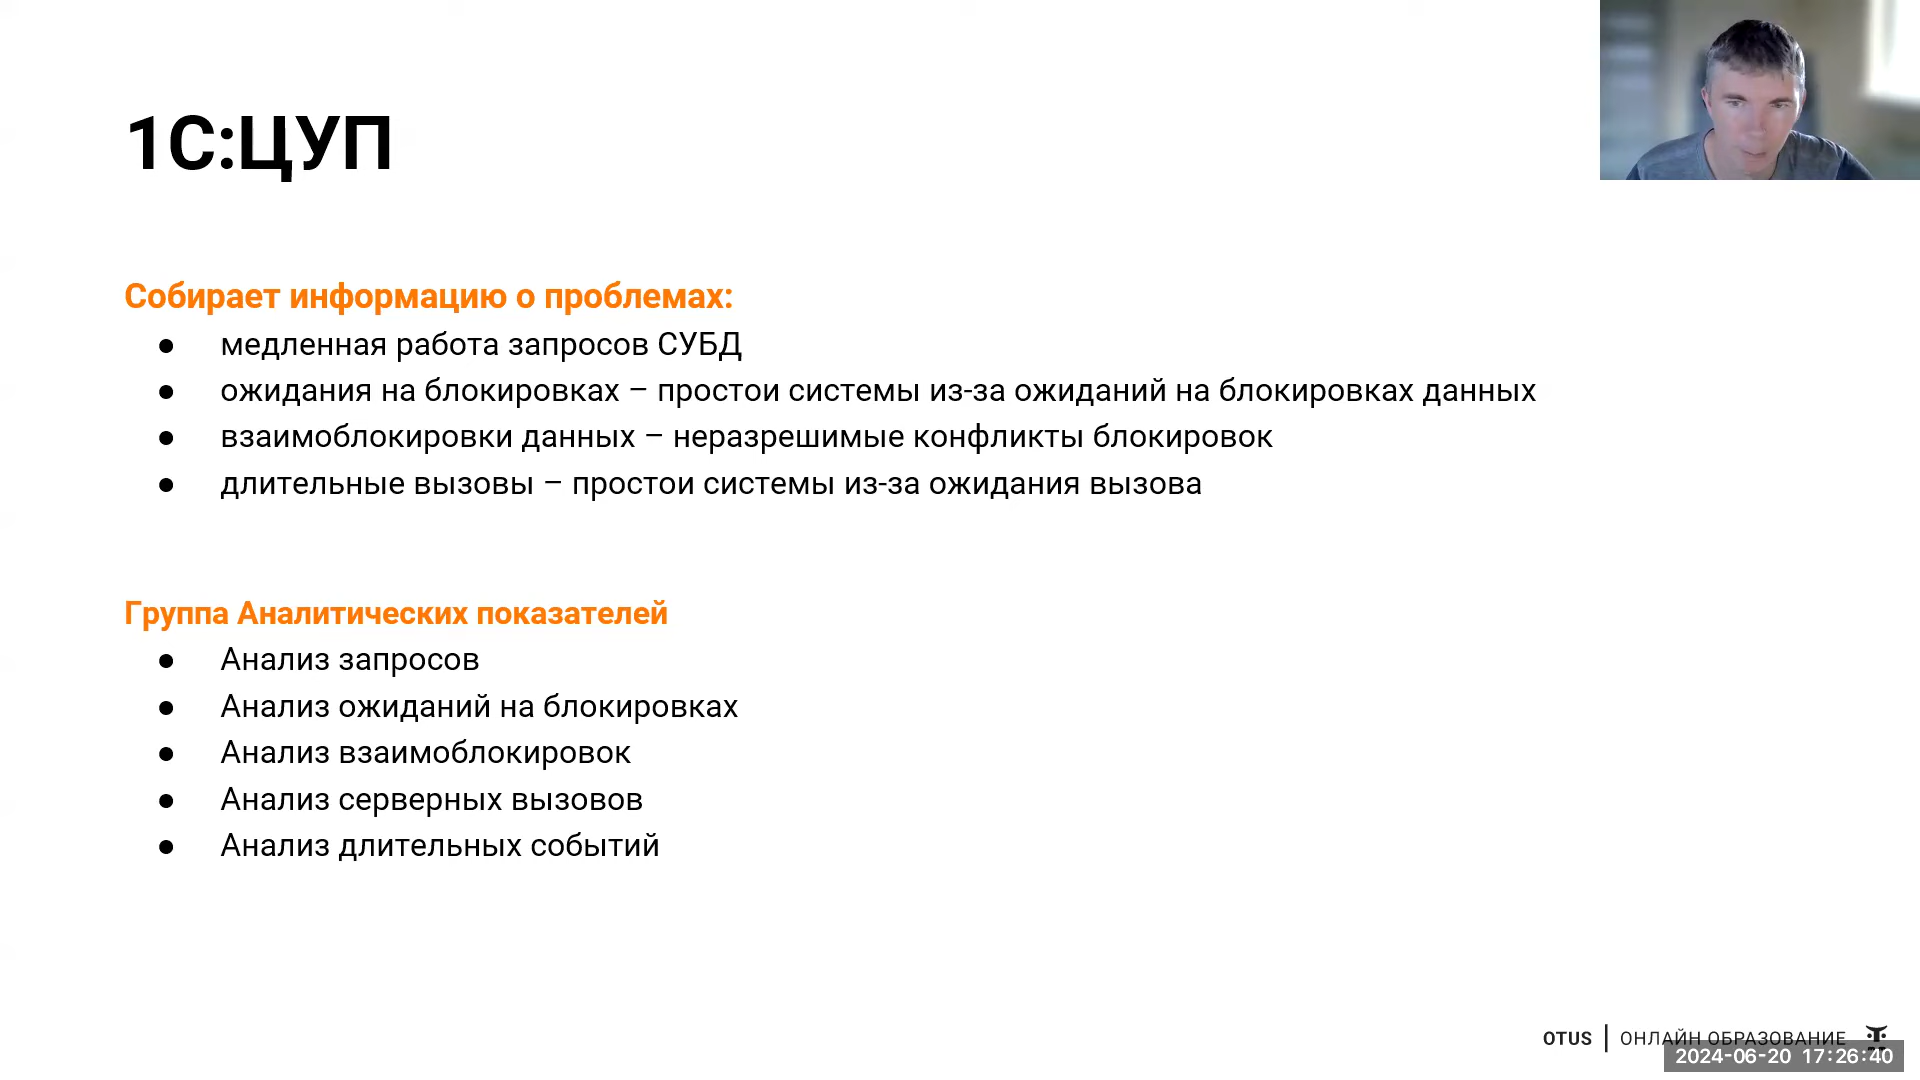 1С:ЦУП
Собирает информацию о проблемах:
● медленная работа запросов СУБД
● ожидания на блокировках – простои системы из-за ожиданий на блокировках данных
● взаимоблокировки данных – неразрешимые конфликты блокировок
● длительные вызовы – простои системы из-за ожидания вызова
Группа Аналитических показателей
● Анализ запросов
● Анализ ожиданий на блокировках
● Анализ взаимоблокировок
● Анализ серверных вызовов
● Анализ длительных событий
OTUS | ОНЛАЙН ОБРАЗОВАНИЕ
2024-06-20 17:26:40